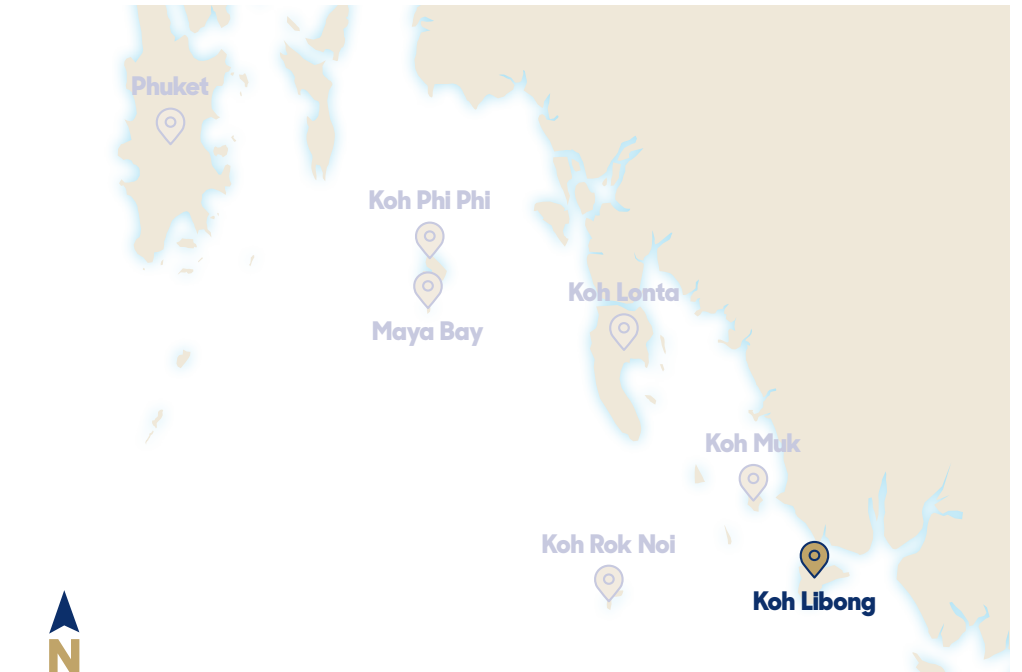 Phuket
Koh Phi Phi
Koh Lonta
Maya Bay
Koh Muk
Koh Rok Noi
Koh Libong
N